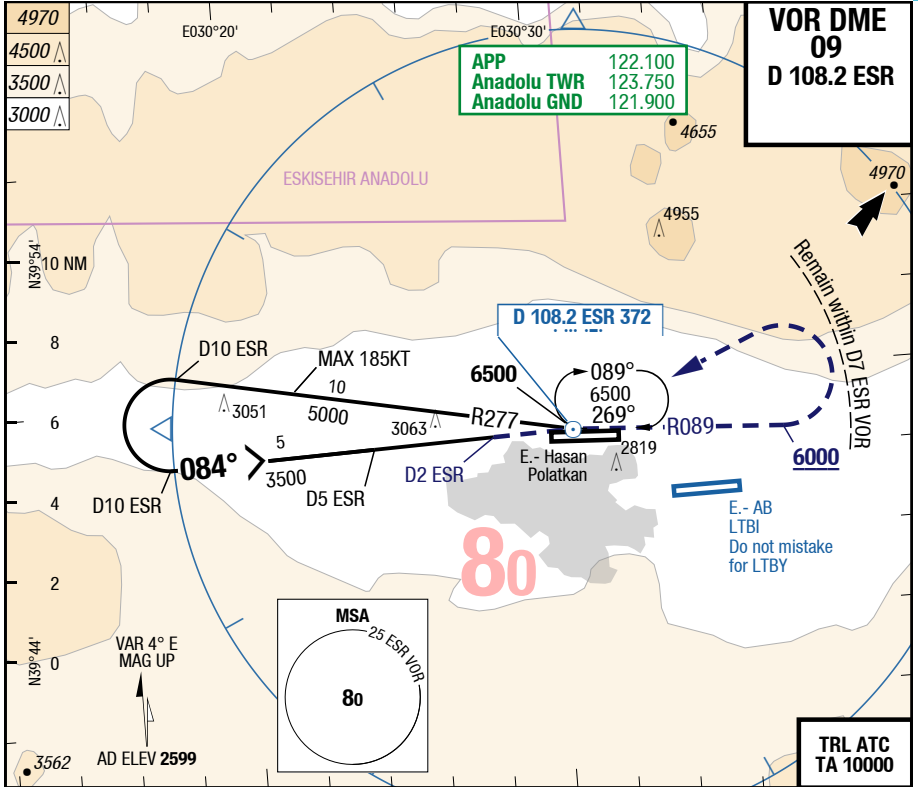 4970
4500
3500
3000
E030°20'
E030°30'
VOR DME
09
D 108.2 ESR
APP 122.100
Anadolu TWR 123.750
Anadolu GND 121.900
4655
4970
ESKISEHIR ANADOLU
4955
N39°54'
10 NM
Remain within D7 ESR VOR
D 108.2 ESR 372
8
D10 ESR
MAX 185KT
6500
089°
6500
269°
10
5000
3051
3063
R277
R089
6
5
084°
3500
D2 ESR
E.- Hasan
Polatkan
2819
6000
D10 ESR
D5 ESR
4
E.- AB
LTBI
Do not mistake
for LTBY
80
2
MSA
25 ESR VOR
80
VAR 4° E
MAG UP
N39°44'
0
AD ELEV 2599
3562
TRL ATC
TA 10000